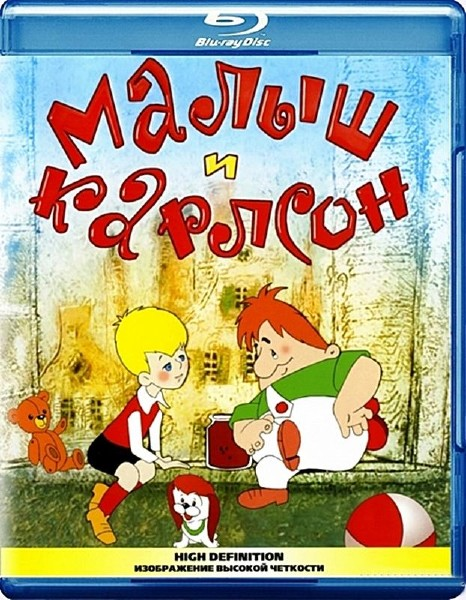 Blu-ray Disc
МАЛЫШ
И
КАРЛСОН
HIGH DEFINITION
ИЗОБРАЖЕНИЕ ВЫСОКОЙ ЧЕТКОСТИ